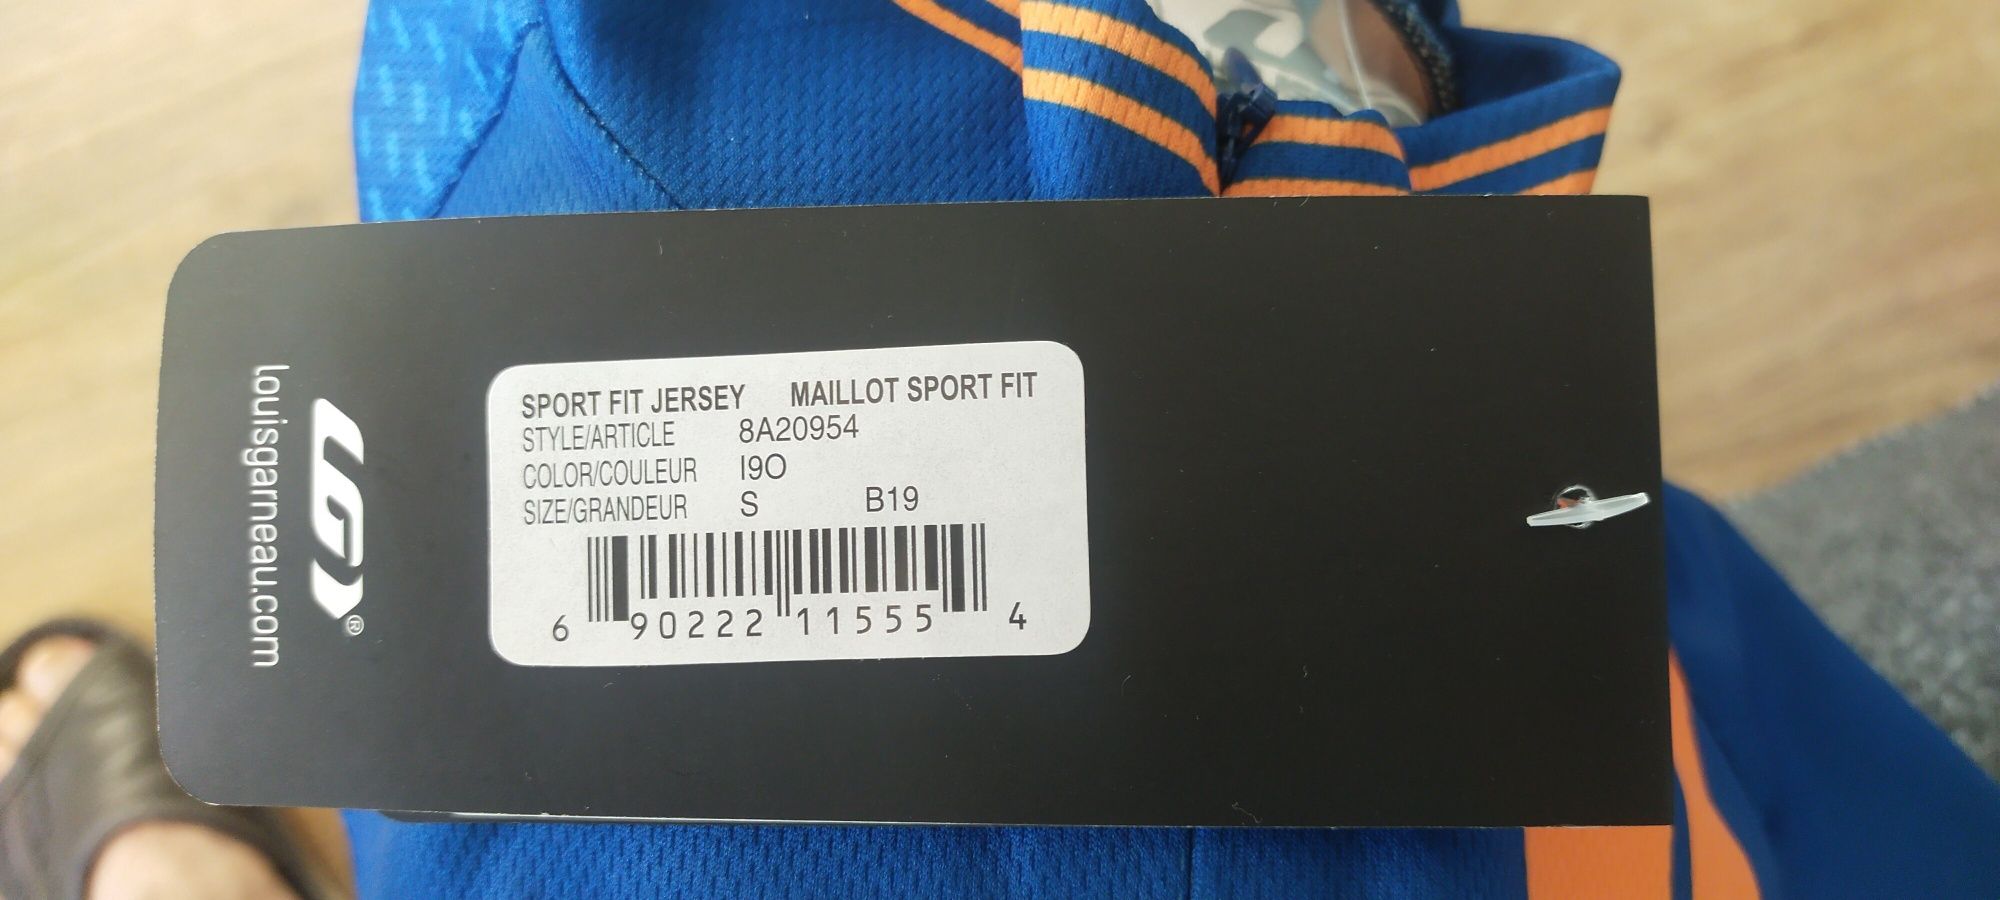 SPORT FIT JERSEY MAILLOT SPORT FIT
STYLE/ARTICLE 8A20954
COLOR/COULEUR I9O
SIZE/GRANDEUR S B19
6 90222 11555 4
LG®
louisgarneau.com